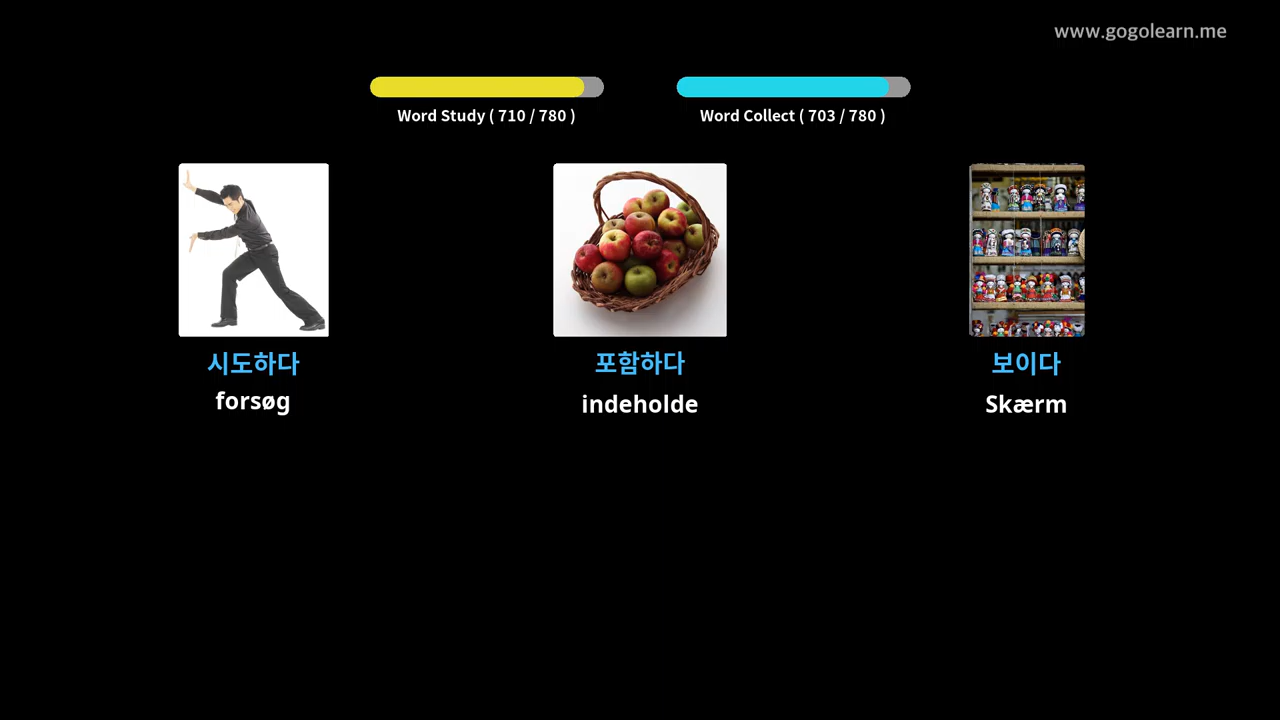 www.gogolearn.me
Word Study ( 710 / 780 )
Word Collect ( 703 / 780 )
시도하다
forsøg
포함하다
indeholde
보이다
Skærm